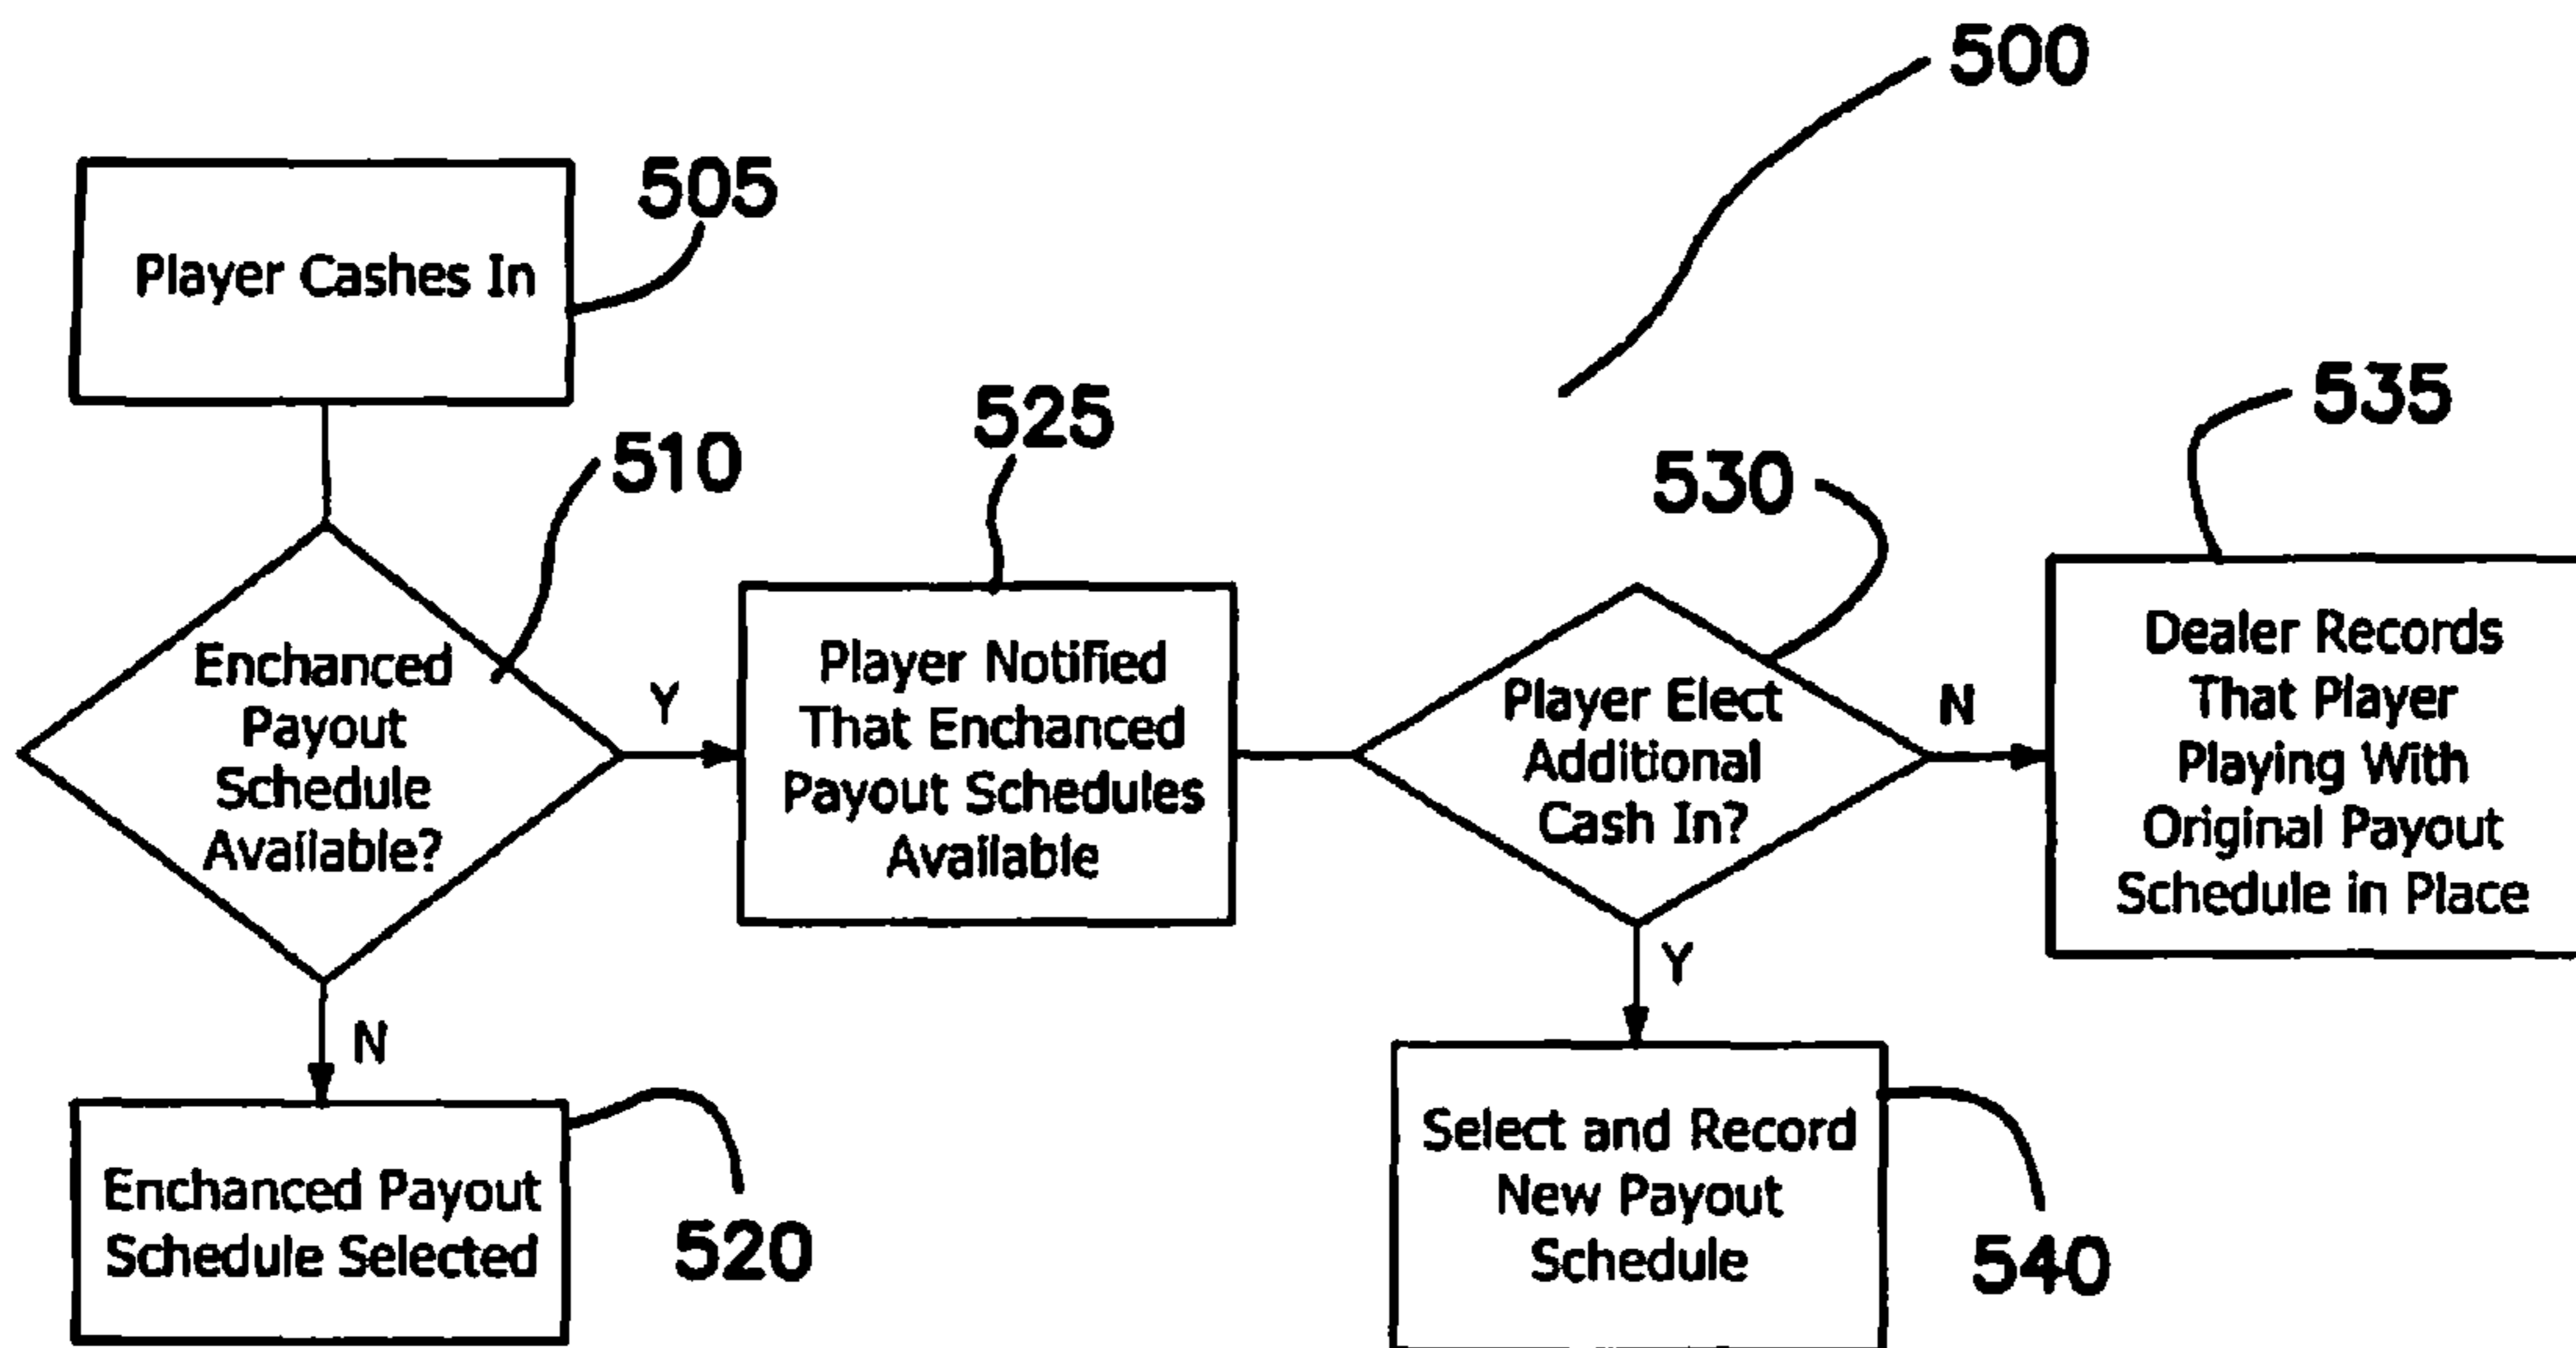 500
505
Player Cashes In
510
Enchanced
Payout
Schedule
Available?
Y
N
525
Player Notified
That Enchanced
Payout Schedules
Available
530
Player Elect
Additional
Cash In?
N
Y
535
Dealer Records
That Player
Playing With
Original Payout
Schedule in Place
Enchanced Payout
Schedule Selected
520
Select and Record
New Payout
Schedule
540